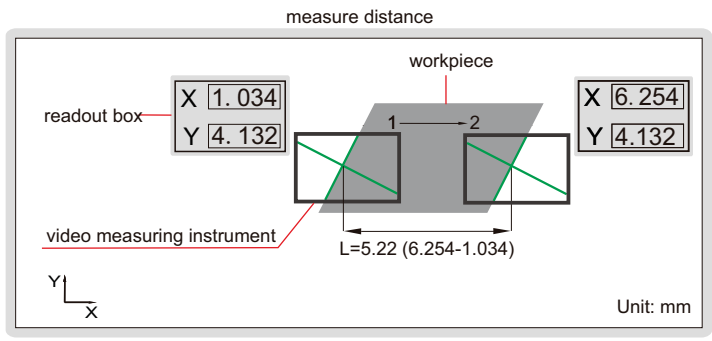 measure distance
workpiece
readout box
X 1.034
Y 4.132
X 6.254
Y 4.132
1
2
video measuring instrument
L=5.22 (6.254-1.034)
Y
X
Unit: mm